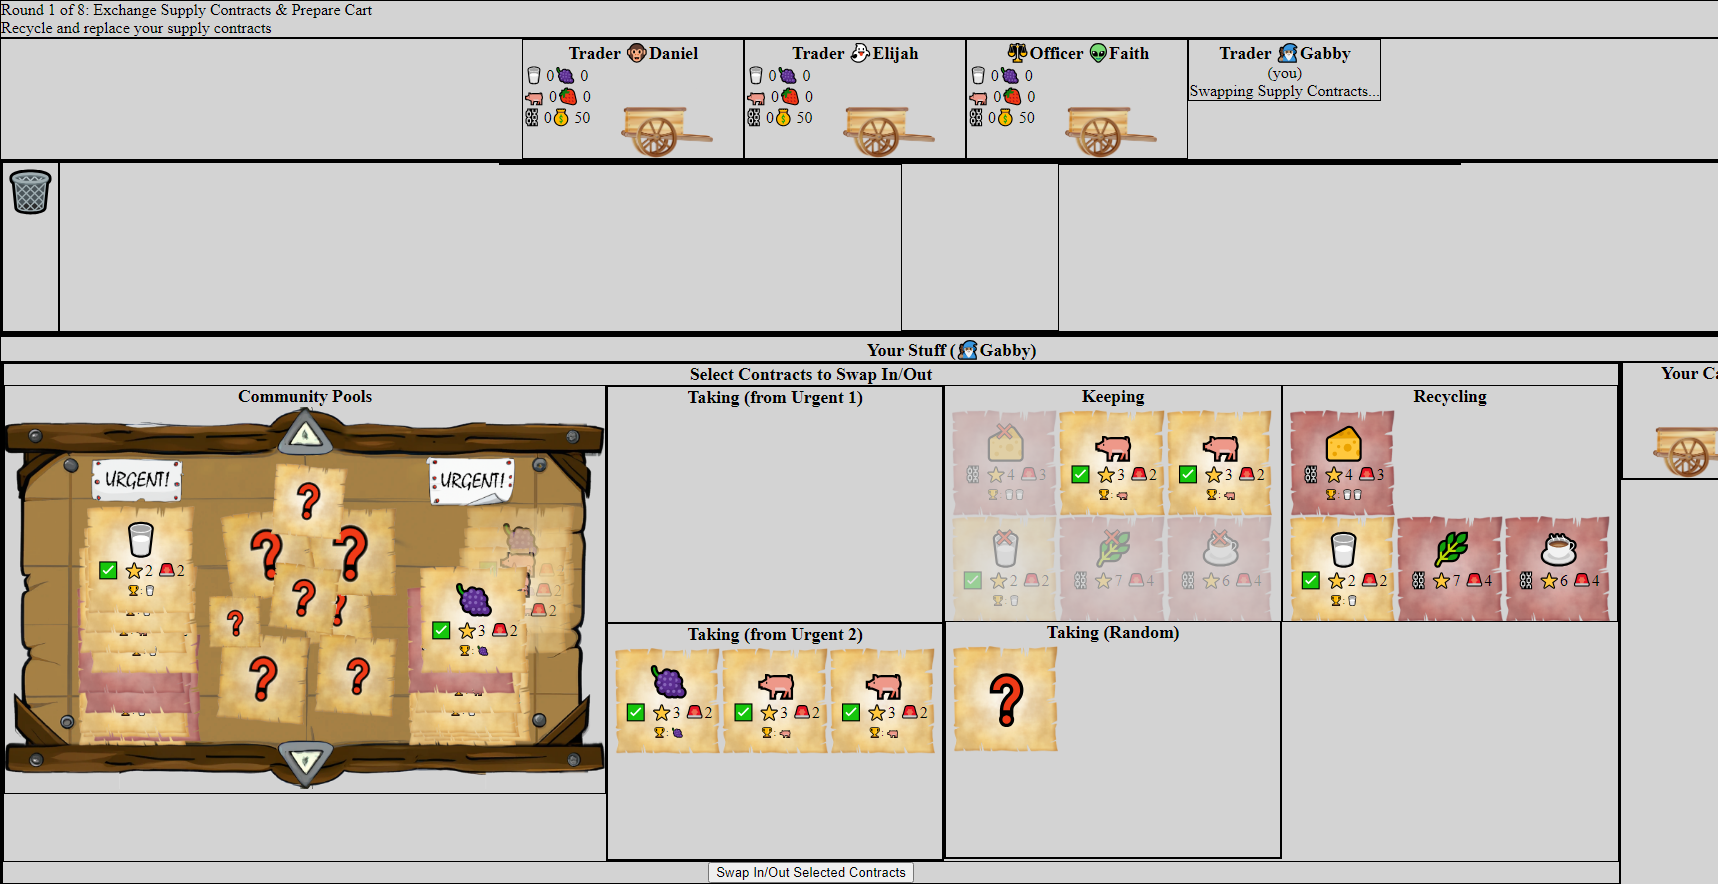 Round 1 of 8: Exchange Supply Contracts & Prepare Cart
Recycle and replace your supply contracts
Trader Daniel
0 0
0 0
0 50
Trader Elijah
0 0
0 0
0 50
Officer Faith
0 0
0 0
0 50
Trader Gabby
(you)
Swapping Supply Contracts...
Your Stuff (Gabby)
Select Contracts to Swap In/Out
Community Pools
URGENT!
URGENT!
2 2
:
? ? ? ? ? ? ? ?
2
2
3 2
:
Taking (from Urgent 1)
Taking (from Urgent 2)
3 2
:
3 2
:
3 2
:
Keeping
4 3
:
3 2
:
3 2
:
2 2
:
7 4
6 4
Taking (Random)
?
Recycling
4 3
:
2 2
:
7 4
6 4
Your Ca
Swap In/Out Selected Contracts